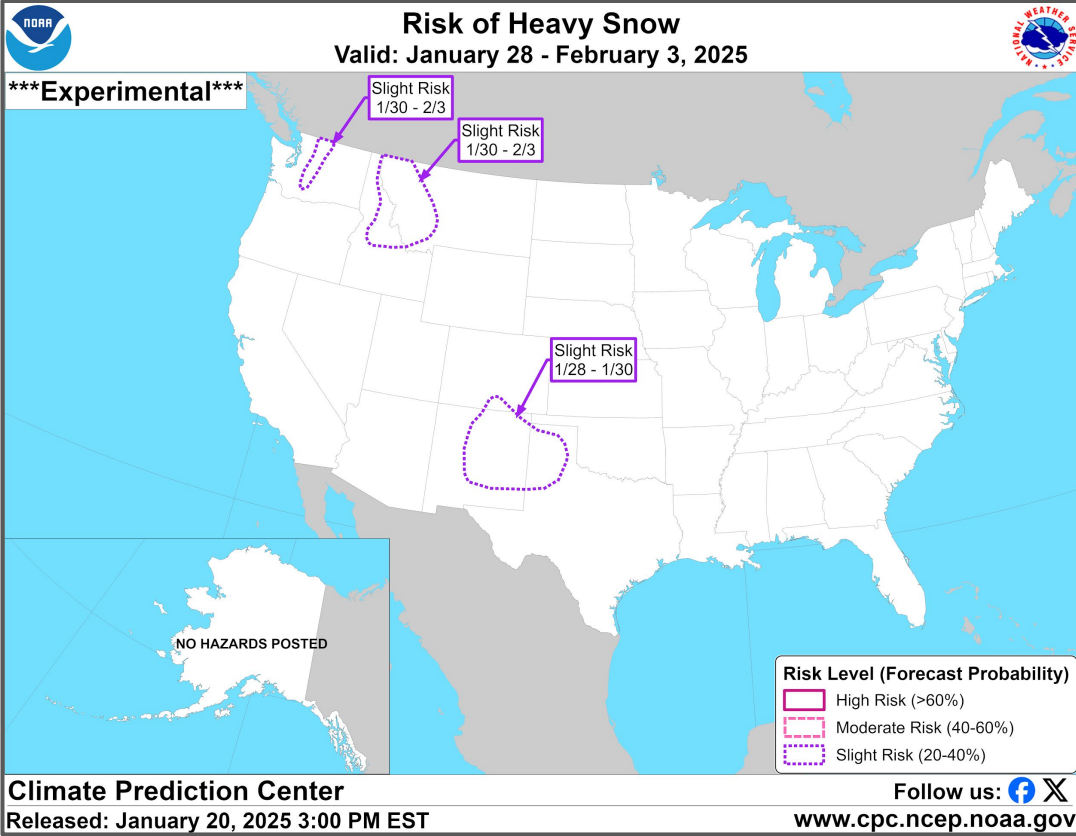 NOAA
Risk of Heavy Snow
Valid: January 28 - February 3, 2025
NATIONAL WEATHER SERVICE
***Experimental***
Slight Risk
1/30 - 2/3
Slight Risk
1/30 - 2/3
Slight Risk
1/28 - 1/30
NO HAZARDS POSTED
Risk Level (Forecast Probability)
High Risk (>60%)
Moderate Risk (40-60%)
Slight Risk (20-40%)
Climate Prediction Center
Follow us:
Released: January 20, 2025 3:00 PM EST
www.cpc.ncep.noaa.gov